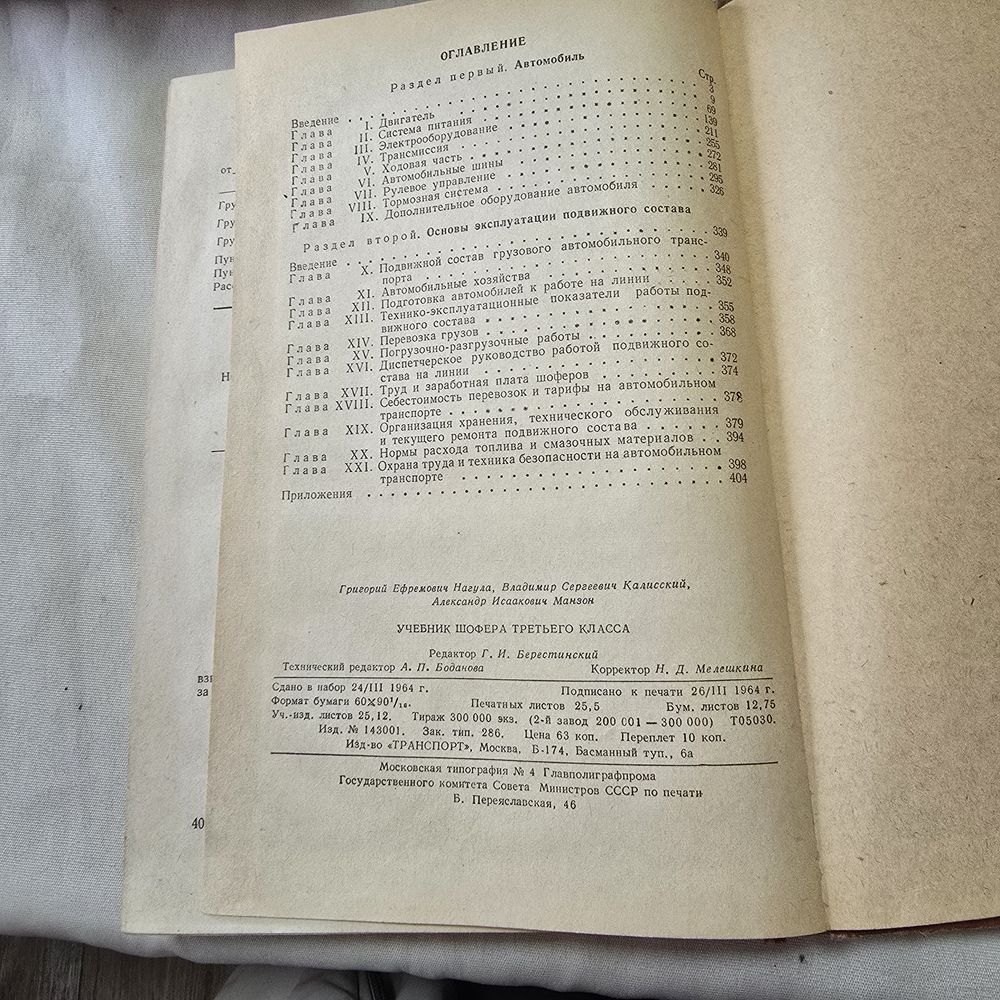 ОГЛАВЛЕНИЕ
Раздел первый. Автомобиль
Стр.
Введение 3
Глава I. Двигатель 9
Глава II. Система питания 69
Глава III. Электрооборудование 139
Глава IV. Трансмиссия 211
Глава V. Ходовая часть 255
Глава VI. Автомобильные шины 272
Глава VII. Рулевое управление 281
Глава VIII. Тормозная система 295
Глава IX. Дополнительное оборудование автомобиля 326
Раздел второй. Основы эксплуатации подвижного состава
Введение 339
Глава X. Подвижной состав грузового автомобильного транс-
порта 340
Глава XI. Автомобильные хозяйства 348
Глава XII. Подготовка автомобилей к работе на линии 352
Глава XIII. Технико-эксплуатационные показатели работы под-
вижного состава 355
Глава XIV. Перевозка грузов 358
Глава XV. Погрузочно-разгрузочные работы 368
Глава XVI. Диспетчерское руководство работой подвижного со-
става на линии 372
Глава XVII. Труд и заработная плата шоферов 374
Глава XVIII. Себестоимость перевозок и тарифы на автомобильном
транспорте 378
Глава XIX. Организация хранения, технического обслуживания
и текущего ремонта подвижного состава 379
Глава XX. Нормы расхода топлива и смазочных материалов 394
Глава XXI. Охрана труда и техника безопасности на автомобильном
транспорте 398
Приложения 404
Григорий Ефремович Нагула, Владимир Сергеевич Калисский,
Александр Исаакович Манзон
УЧЕБНИК ШОФЕРА ТРЕТЬЕГО КЛАССА
Редактор Г. И. Берестинский
Технический редактор А. П. Боданова Корректор Н. Д. Мелешкина
Сдано в набор 24/III 1964 г. Подписано к печати 26/III 1964 г.
Формат бумаги 60×90 1/16. Печатных листов 25,5 Бум. листов 12,75
Уч.-изд. листов 25,12. Тираж 300 000 экз. (2-й завод 200 001 — 300 000) Т05030.
Изд. № 143001. Зак. тип. 286. Цена 63 коп. Переплет 10 коп.
Изд-во «ТРАНСПОРТ», Москва, Б-174, Басманный туп., 6а
Московская типография № 4 Главполиграфпрома
Государственного комитета Совета Министров СССР по печати
Б. Переяславская, 46
от
Гру
Гру
Гру
Пун
Пун
Расс
Н
вз
за
40